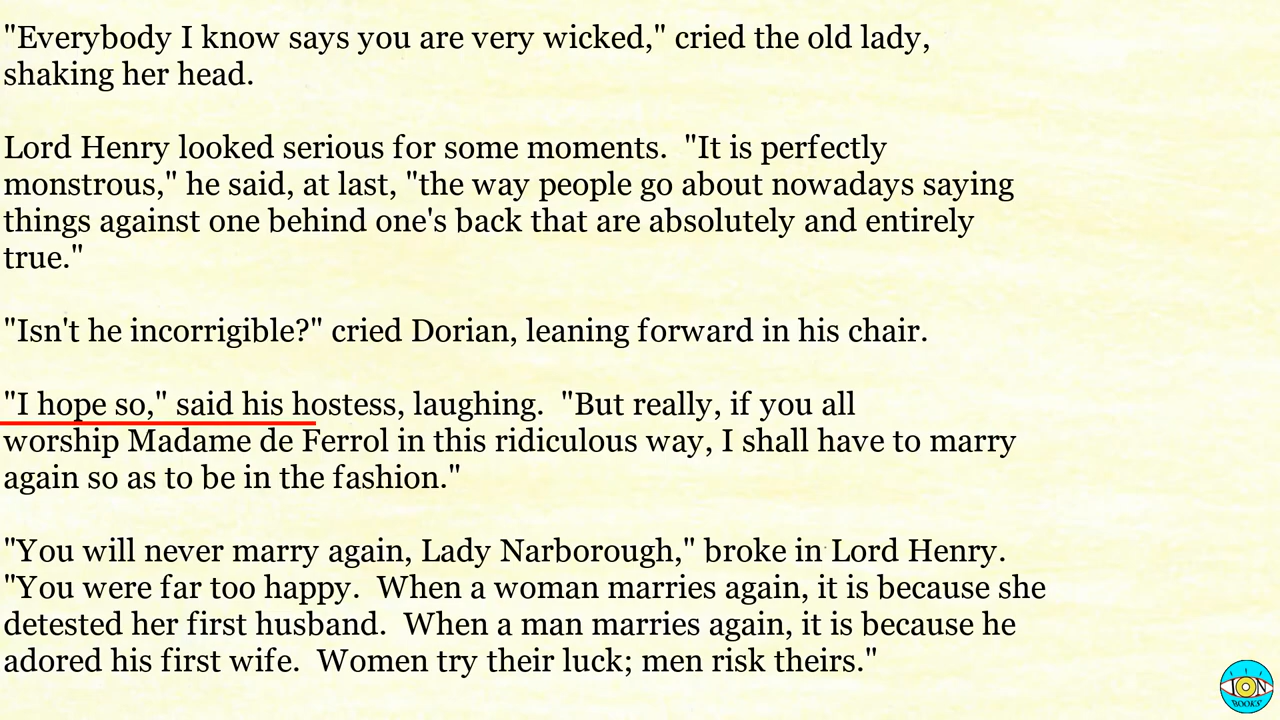 "Everybody I know says you are very wicked," cried the old lady,
shaking her head.
Lord Henry looked serious for some moments.  "It is perfectly
monstrous," he said, at last, "the way people go about nowadays saying
things against one behind one's back that are absolutely and entirely
true."
"Isn't he incorrigible?" cried Dorian, leaning forward in his chair.
"I hope so," said his hostess, laughing.  "But really, if you all
worship Madame de Ferrol in this ridiculous way, I shall have to marry
again so as to be in the fashion."
"You will never marry again, Lady Narborough," broke in Lord Henry.
"You were far too happy.  When a woman marries again, it is because she
detested her first husband.  When a man marries again, it is because he
adored his first wife.  Women try their luck; men risk theirs."
ION
BOOKS